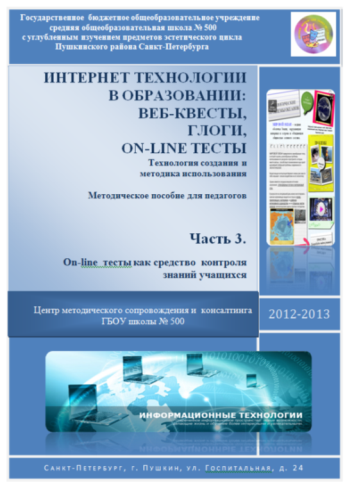 Государственное бюджетное общеобразовательное учреждение
средняя общеобразовательная школа № 500
с углубленным изучением предметов эстетического цикла
Пушкинского района Санкт-Петербурга
ИНТЕРНЕТ ТЕХНОЛОГИИ
В ОБРАЗОВАНИИ:
ВЕБ-КВЕСТЫ,
ГЛОГИ,
ON-LINE ТЕСТЫ
Технология создания и
методика использования
Методическое пособие для педагогов
Часть 3.
On-line тесты как средство контроля
знаний учащихся
Центр методического сопровождения и консалтинга
ГБОУ школы № 500
2012-2013
ИНФОРМАЦИОННЫЕ ТЕХНОЛОГИИ
САНКТ-ПЕТЕРБУРГ, Г. ПУШКИН, УЛ. ГОСПИТАЛЬНАЯ, Д. 24